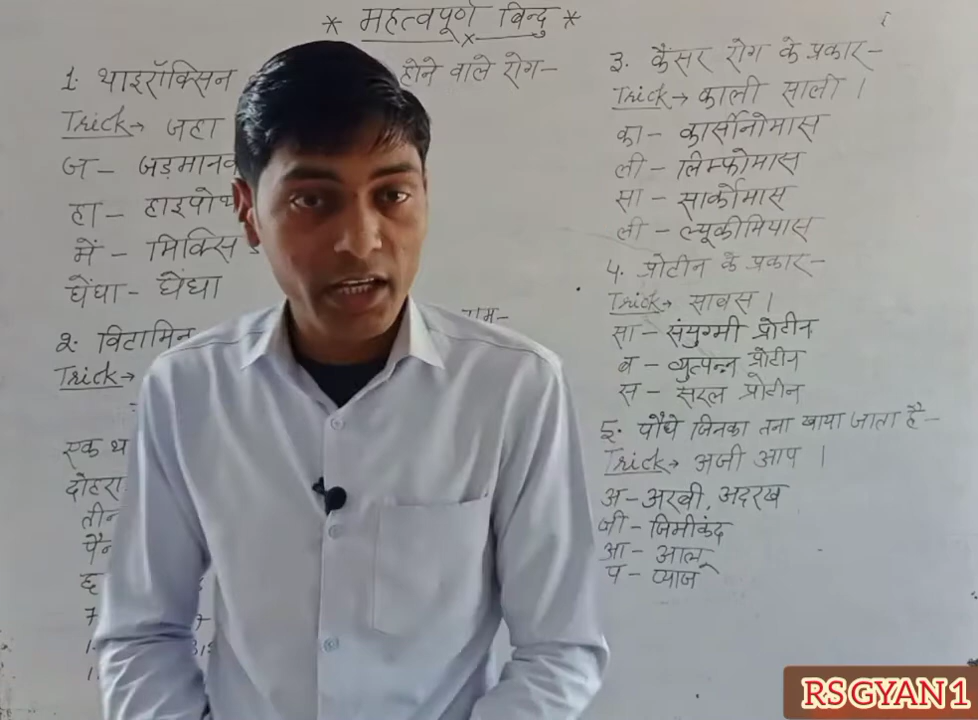 * महत्वपूर्ण बिन्दु *
1. थाइरॉक्सिन होने वाले रोग-
Trick→ जहा
ज- जड़मानव
हा- हाइपोथ
में- मिक्सि
घेंघा- घेंघा
2. विटामिन नाम-
Trick→
एक थ
दोहरा
तीन
3. कैंसर रोग के प्रकार-
Trick→ काली साली ।
का- कार्सीनोमास
ली- लिम्फोमास
सा- सार्कोमास
ली- ल्यूकीमियास
4. प्रोटीन के प्रकार-
Trick→ सावस ।
सा- संयुग्मी प्रोटीन
व- व्युत्पन्न प्रोटीन
स- सरल प्रोटीन
5. पौधे जिनका तना खाया जाता है-
Trick→ अजी आप ।
अ- अरबी, अदरख
जी- जिमीकंद
आ- आलू
प- प्याज
RS GYAN 1